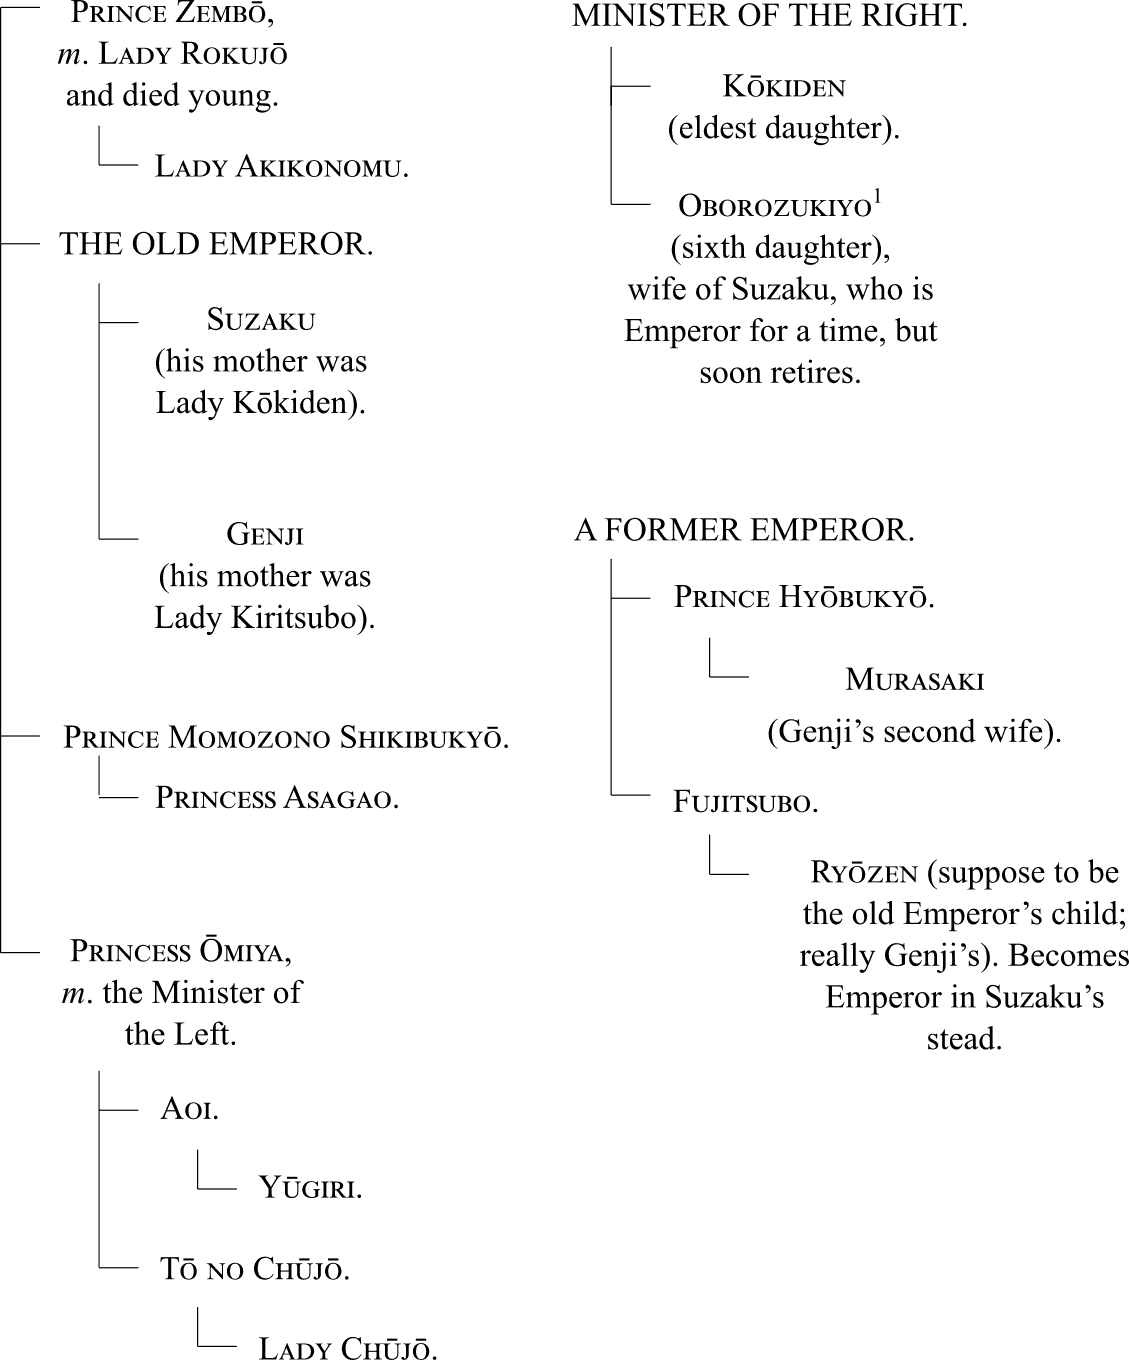 Prince Zembō,
m. Lady Rokujō
and died young.
Lady Akikonomu.
THE OLD EMPEROR.
Suzaku
(his mother was
Lady Kōkiden).
Genji
(his mother was
Lady Kiritsubo).
Prince Momozono Shikibukyō.
Princess Asagao.
Princess Ōmiya,
m. the Minister of
the Left.
Aoi.
Yūgiri.
Tō no Chūjō.
Lady Chūjō.
MINISTER OF THE RIGHT.
Kōkiden
(eldest daughter).
Oborozukiyo¹
(sixth daughter),
wife of Suzaku, who is
Emperor for a time, but
soon retires.
A FORMER EMPEROR.
Prince Hyōbukyō.
Murasaki
(Genji’s second wife).
Fujitsubo.
Ryōzen (suppose to be
the old Emperor’s child;
really Genji’s). Becomes
Emperor in Suzaku’s
stead.